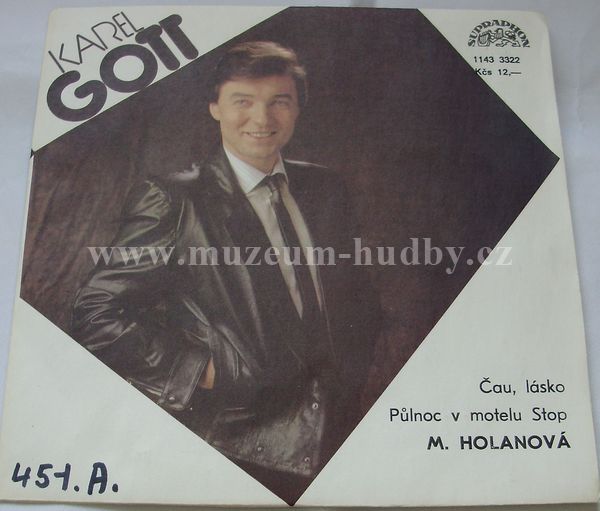 KAREL
GOTT
SUPRAPHON
1143 3322
Kčs 12,—
www.muzeum-hudby.cz
Čau, lásko
Půlnoc v motelu Stop
M. HOLANOVÁ
451.A.